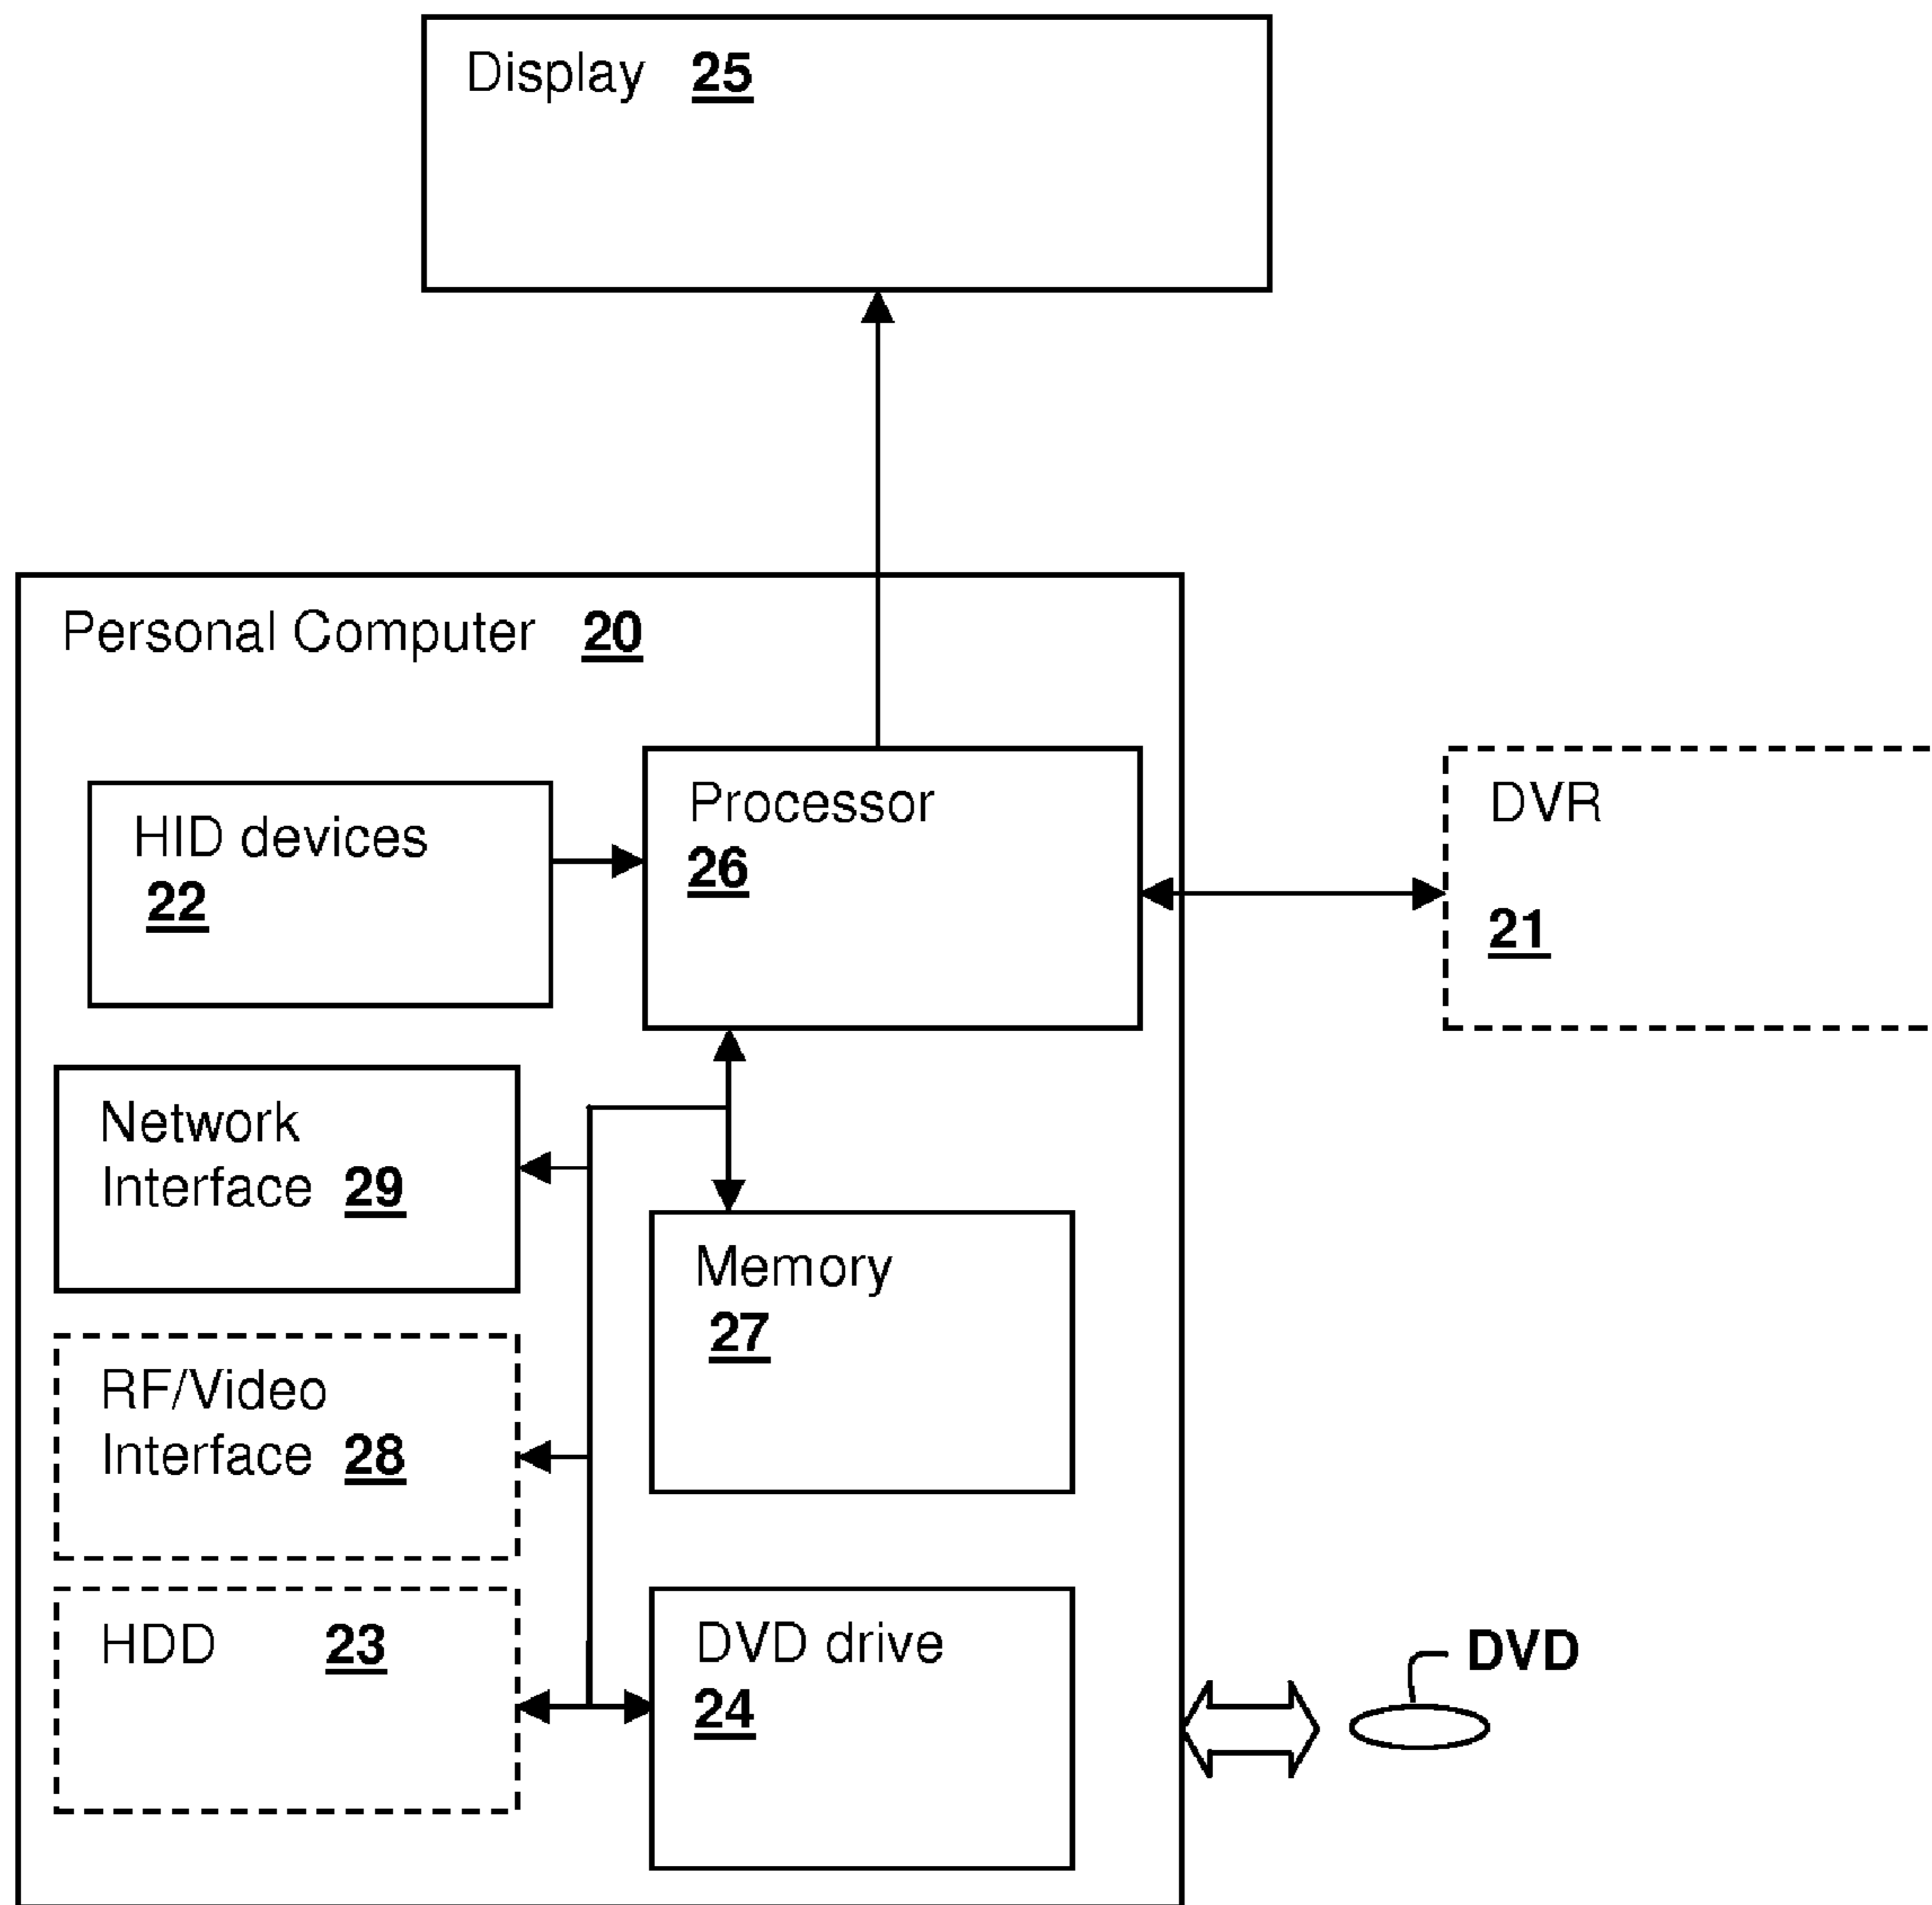 Display 25
Personal Computer 20
HID devices
22
Processor
26
DVR
21
Network
Interface 29
Memory
27
RF/Video
Interface 28
HDD 23
DVD drive
24
DVD